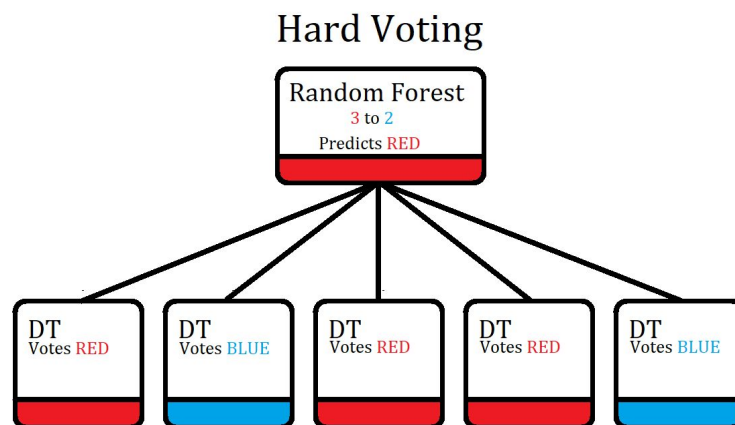 Hard Voting
Random Forest
3 to 2
Predicts RED
DT
Votes RED
DT
Votes BLUE
DT
Votes RED
DT
Votes RED
DT
Votes BLUE